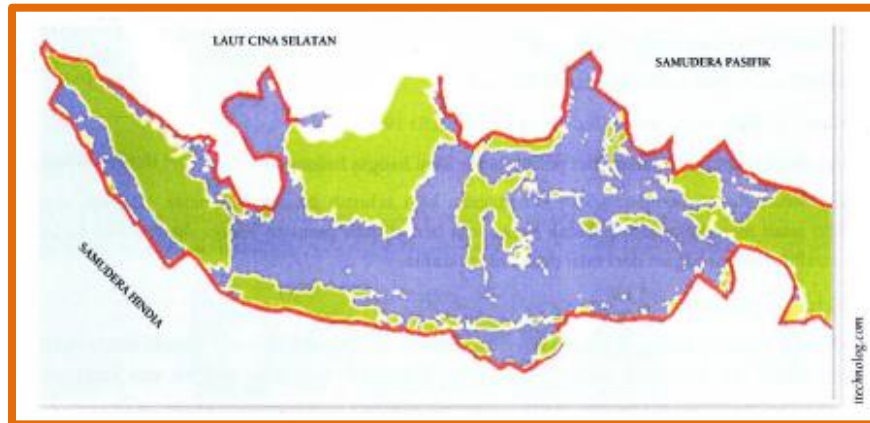 LAUT CINA SELATAN
SAMUDERA PASIFIK
SAMUDERA HINDIA
itechnolog.com